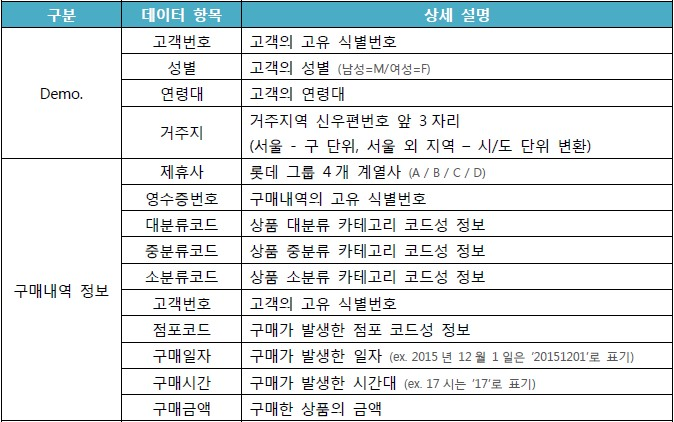 구분 데이터 항목 상세 설명
고객번호 고객의 고유 식별번호
성별 고객의 성별 (남성=M/여성=F)
Demo.
연령대 고객의 연령대
거주지 거주지역 신우편번호 앞 3자리
(서울 - 구 단위, 서울 외 지역 – 시/도 단위 변환)
제휴사 롯데 그룹 4개 계열사 (A / B / C / D)
영수증번호 구매내역의 고유 식별번호
대분류코드 상품 대분류 카테고리 코드성 정보
중분류코드 상품 중분류 카테고리 코드성 정보
소분류코드 상품 소분류 카테고리 코드성 정보
구매내역 정보
고객번호 고객의 고유 식별번호
점포코드 구매가 발생한 점포 코드성 정보
구매일자 구매가 발생한 일자 (ex. 2015년 12월 1일은 '20151201'로 표기)
구매시간 구매가 발생한 시간대 (ex. 17시는 '17'로 표기)
구매금액 구매한 상품의 금액